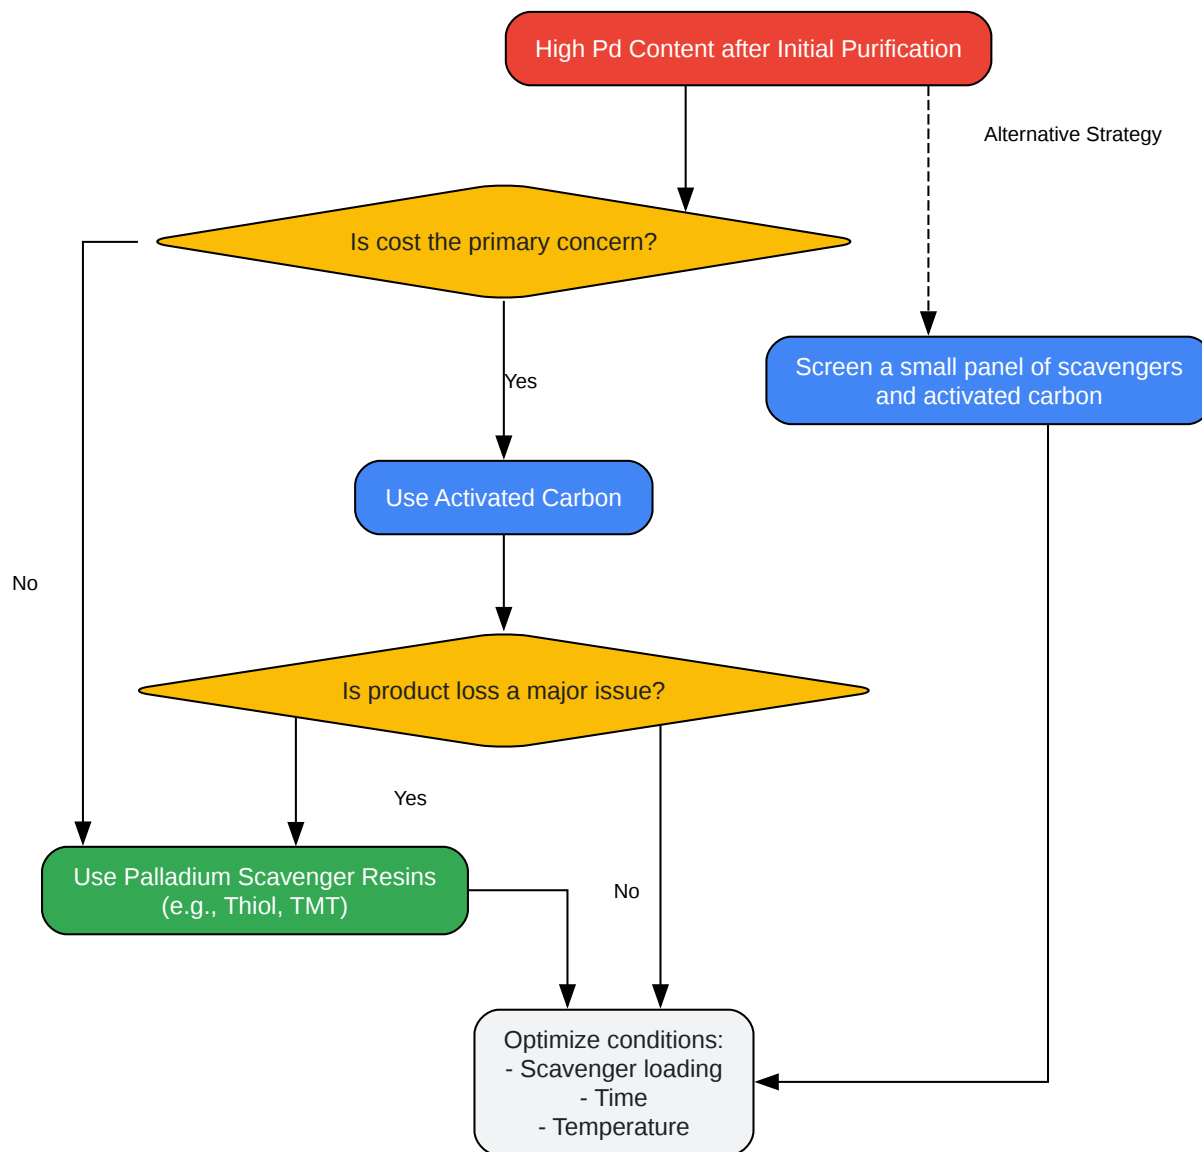 High Pd Content after Initial Purification
Alternative Strategy
Is cost the primary concern?
Screen a small panel of scavengers
and activated carbon
Yes
Use Activated Carbon
No
Is product loss a major issue?
Yes
Use Palladium Scavenger Resins
(e.g., Thiol, TMT)
No
Optimize conditions:
- Scavenger loading
- Time
- Temperature